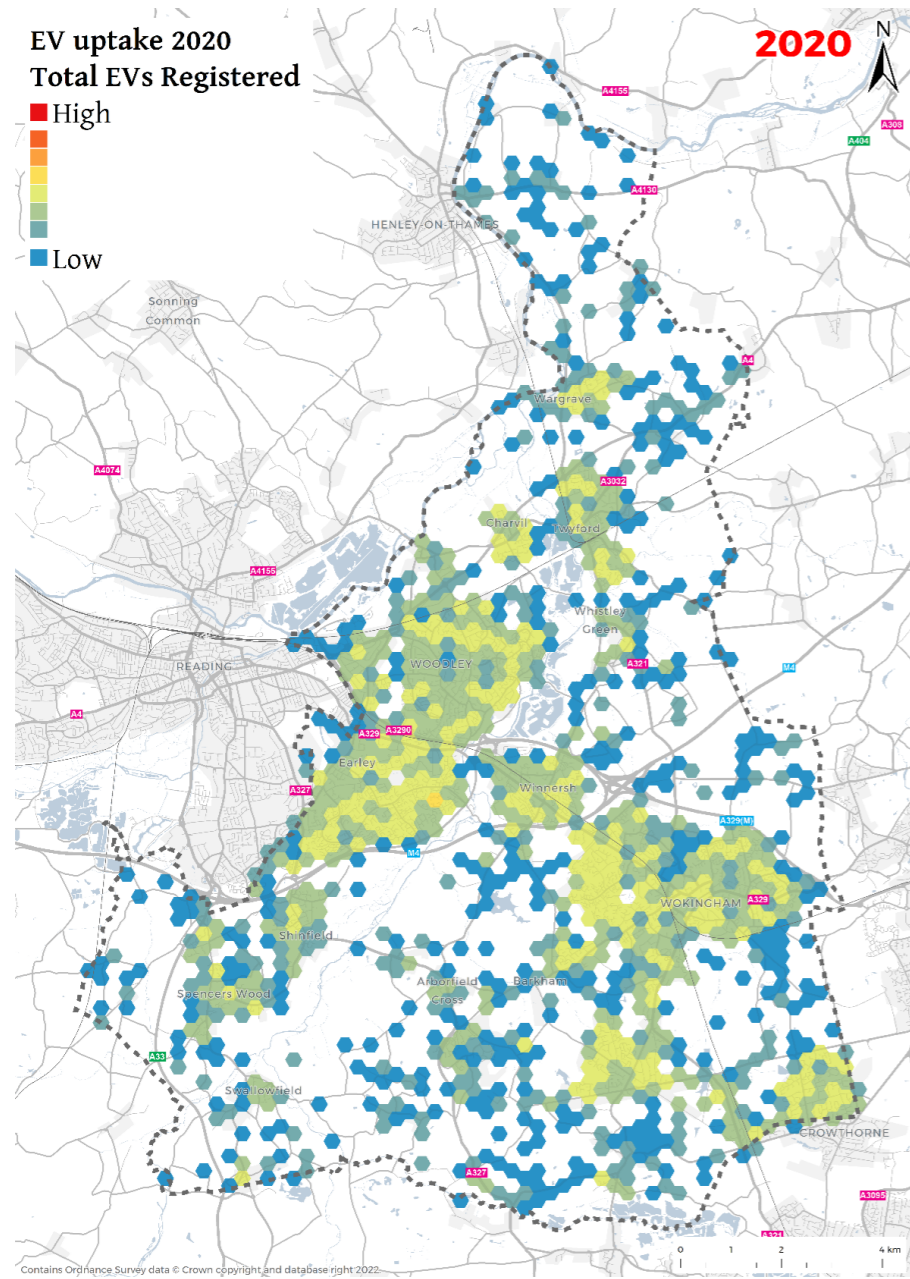 EV uptake 2020
Total EVs Registered
High
Low
2020
N
A4155
A308
A404
A4130
HENLEY-ON-THAMES
Sonning
Common
A4
Wargrave
A4074
A3032
Charvil
Twyford
A4155
Whistley
Green
READING
WOODLEY
A321
M4
A4
A329
A3290
Earley
A327
Winnersh
A329(M)
M4
WOKINGHAM
A329
Shinfield
Spencers Wood
Arborfield
Cross
Barkham
A33
Swallowfield
CROWTHORNE
A327
A3095
A321
0 1 2 4 km
Contains Ordnance Survey data © Crown copyright and database right 2022